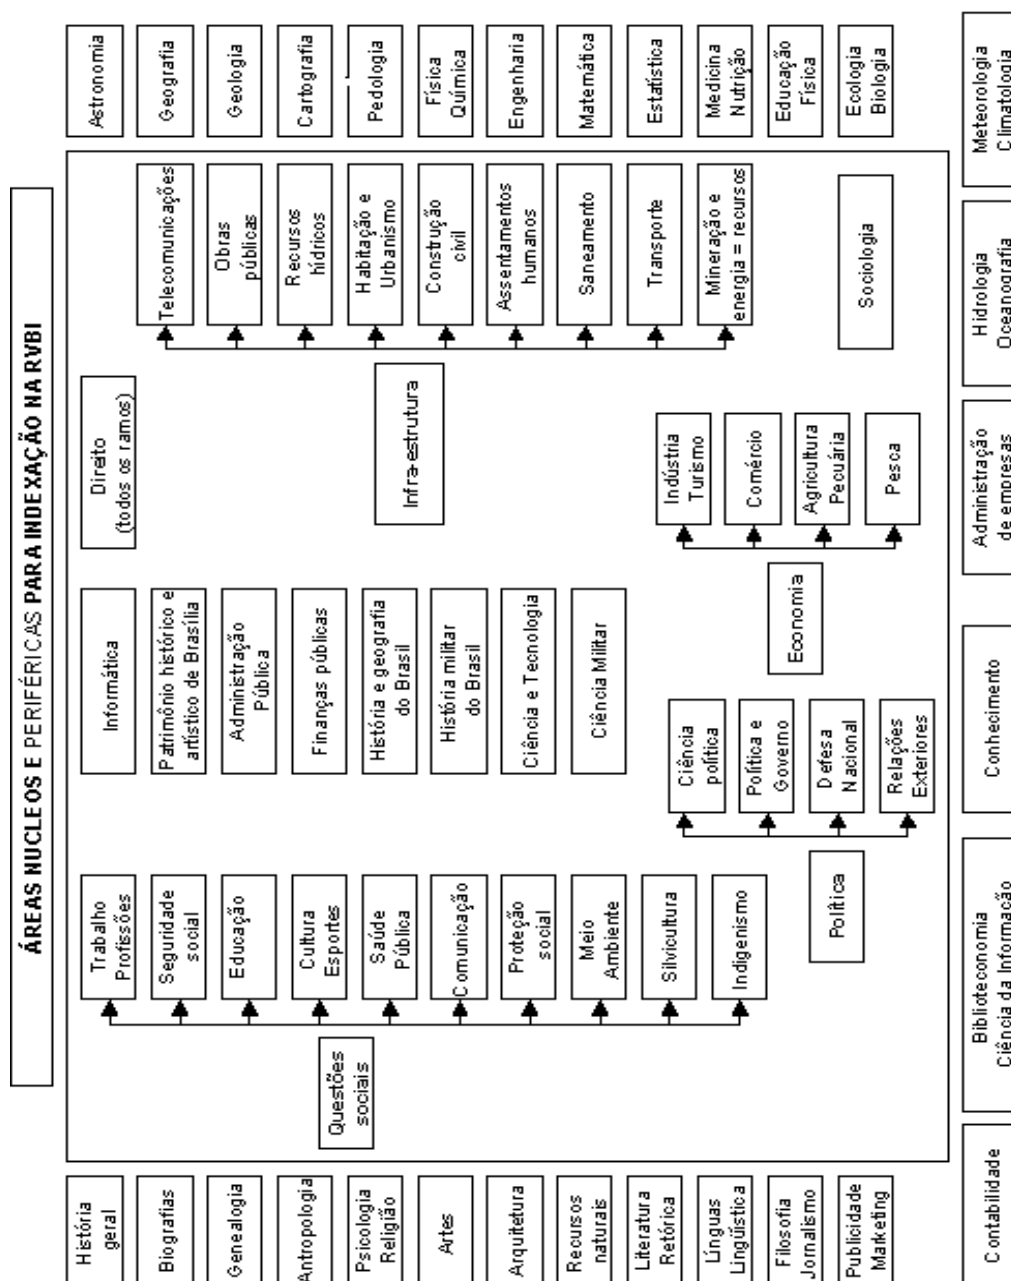 ÁREAS NUCLEOS E PERIFÉRICAS PARA INDEXAÇÃO NA RVBI
História
geral
Biografias
Genealogia
Antropologia
Psicologia
Religião
Artes
Arquitetura
Recursos
naturais
Literatura
Retórica
Línguas
Lingüística
Filosofia
Jornalismo
Publicidade
Marketing
Questões
sociais
Trabalho
Profissões
Seguridade
social
Educação
Cultura
Esportes
Saúde
Pública
Comunicação
Proteção
social
Meio
Ambiente
Silvicultura
Indigenismo
Informática
Patrimônio histórico e
artístico de Brasília
Administração
Pública
Finanças públicas
História e geografia
do Brasil
História militar
do Brasil
Ciência e Tecnologia
Ciência Militar
Política
Ciência
política
Política e
Governo
Defesa
Nacional
Relações
Exteriores
Direito
(todos os ramos)
Infra-estrutura
Telecomunicações
Obras
públicas
Recursos
hídricos
Habitação e
Urbanismo
Construção
civil
Assentamentos
humanos
Saneamento
Transporte
Mineração e
energia = recursos
Economia
Indústria
Turismo
Comércio
Agricultura
Pecuária
Pesca
Sociologia
Astronomia
Geografia
Geologia
Cartografia
Pedologia
Física
Química
Engenharia
Matemática
Estatística
Medicina
Nutrição
Educação
Física
Ecologia
Biologia
Contabilidade
Biblioteconomia
Ciência da Informação
Conhecimento
Administração
de empresas
Hidrologia
Oceanografia
Meteorologia
Climatologia